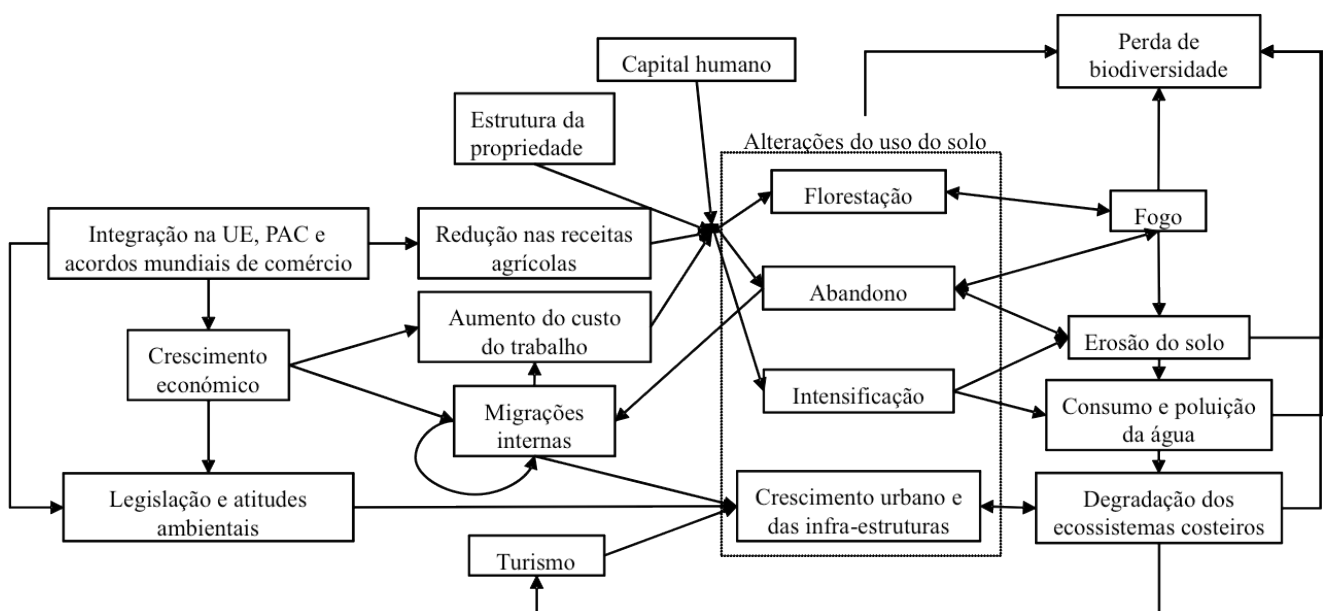 Perda de
biodiversidade
Capital humano
Estrutura da
propriedade
Alterações do uso do solo
Florestação
Fogo
Integração na UE, PAC e
acordos mundiais de comércio
Redução nas receitas
agrícolas
Abandono
Aumento do custo
do trabalho
Erosão do solo
Crescimento
económico
Intensificação
Migrações
internas
Consumo e poluição
da água
Legislação e atitudes
ambientais
Crescimento urbano e
das infra-estruturas
Degradação dos
ecossistemas costeiros
Turismo